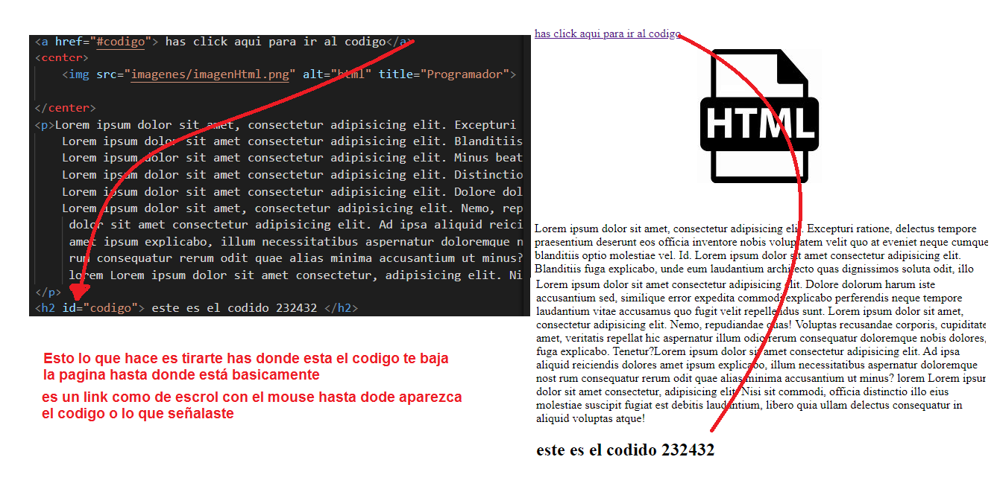 <a href="#codigo"> has click aqui para ir al codigo</a>
<center>
<img src="imagenes/imagenHtml.png" alt="html" title="Programador">
</center>
<p>Lorem ipsum dolor sit amet, consectetur adipisicing elit. Excepturi
Lorem ipsum dolor sit amet consectetur adipisicing elit. Blanditiis
Lorem ipsum dolor sit amet consectetur adipisicing elit. Minus beat
Lorem ipsum dolor sit amet consectetur adipisicing elit. Distinctio
Lorem ipsum dolor sit amet consectetur adipisicing elit. Dolore dol
Lorem ipsum dolor sit amet, consectetur adipisicing elit. Nemo, rep
dolor sit amet consectetur adipisicing elit. Ad ipsa aliquid reici
amet ipsum explicabo, illum necessitatibus aspernatur doloremque n
rum consequatur rerum odit quae alias minima accusantium ut minus?
lorem Lorem ipsum dolor sit amet consectetur, adipisicing elit. Ni
</p>
<h2 id="codigo"> este es el codido 232432 </h2>
Esto lo que hace es tirarte has donde esta el codigo te baja
la pagina hasta donde está basicamente
es un link como de escrol con el mouse hasta dode aparezca
el codigo o lo que señalaste
has click aqui para ir al codigo
HTML
Lorem ipsum dolor sit amet, consectetur adipisicing elit. Excepturi ratione, delectus tempore
praesentium deserunt eos officia inventore nobis voluptatem velit quo at eveniet neque cumque
blanditiis optio molestiae vel. Id. Lorem ipsum dolor sit amet consectetur adipisicing elit.
Blanditiis fuga explicabo, unde eum laudantium architecto quas dignissimos soluta odit, illo
Lorem ipsum dolor sit amet consectetur adipisicing elit. Dolore dolorum harum iste
accusantium sed, similique error expedita commodi explicabo perferendis neque tempore
laudantium vitae accusamus quo fugit velit repellendus sunt. Lorem ipsum dolor sit amet,
consectetur adipisicing elit. Nemo, repudiandae quas! Voluptas recusandae corporis, cupiditate
amet, veritatis repellat hic aspernatur illum odio rerum consequatur doloremque nobis dolores,
fuga explicabo. Tenetur?Lorem ipsum dolor sit amet consectetur adipisicing elit. Ad ipsa
aliquid reiciendis dolores amet ipsum explicabo, illum necessitatibus aspernatur doloremque
nost rum consequatur rerum odit quae alias minima accusantium ut minus? lorem Lorem ipsum
dolor sit amet consectetur, adipisicing elit. Nisi sit commodi, officia distinctio illo eius
molestiae suscipit fugiat est debitis laudantium, libero quia ullam delectus consequatur in
aliquid voluptas atque!
este es el codido 232432